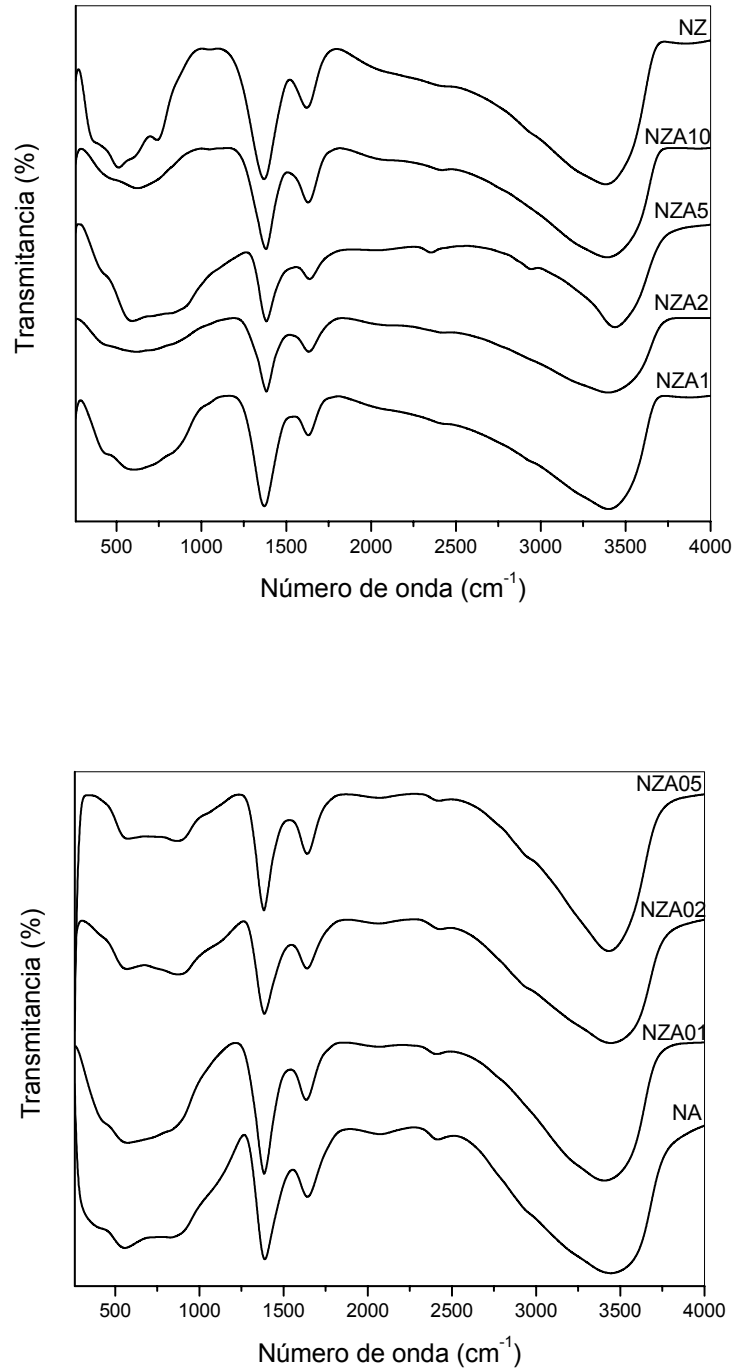 NZ
NZA10
NZA5
NZA2
NZA1
Transmitancia (%)
500 1000 1500 2000 2500 3000 3500 4000
Número de onda (cm⁻¹)
NZA05
NZA02
NZA01
NA
Transmitancia (%)
500 1000 1500 2000 2500 3000 3500 4000
Número de onda (cm⁻¹)